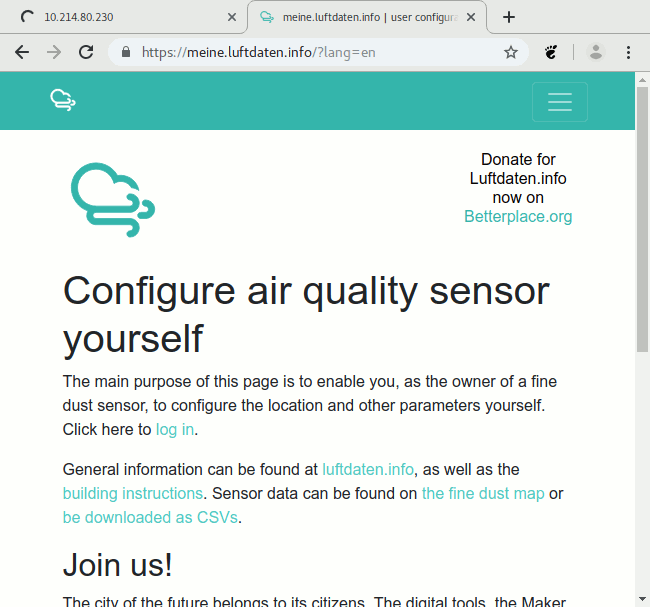 10.214.80.230
meine.luftdaten.info | user configura
https://meine.luftdaten.info/?lang=en
Donate for
Luftdaten.info
now on
Betterplace.org
Configure air quality sensor
yourself
The main purpose of this page is to enable you, as the owner of a fine
dust sensor, to configure the location and other parameters yourself.
Click here to log in.
General information can be found at luftdaten.info, as well as the
building instructions. Sensor data can be found on the fine dust map or
be downloaded as CSVs.
Join us!
The city of the future belongs to its citizens. The digital tools, the Maker